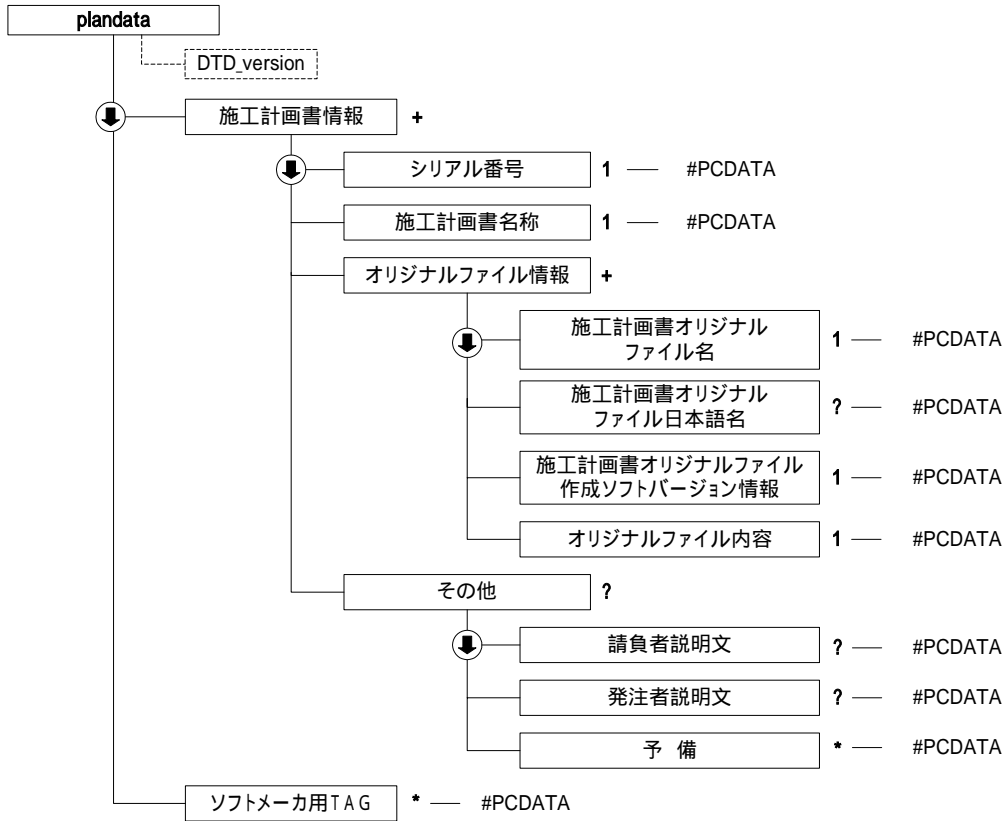 plandata
DTD_version
施工計画書情報 +
シリアル番号 1 #PCDATA
施工計画書名称 1 #PCDATA
オリジナルファイル情報 +
施工計画書オリジナル
ファイル名 1 #PCDATA
施工計画書オリジナル
ファイル日本語名 ? #PCDATA
施工計画書オリジナルファイル
作成ソフトバージョン情報 1 #PCDATA
オリジナルファイル内容 1 #PCDATA
その他 ?
請負者説明文 ? #PCDATA
発注者説明文 ? #PCDATA
予 備 * #PCDATA
ソフトメーカ用TAG * #PCDATA